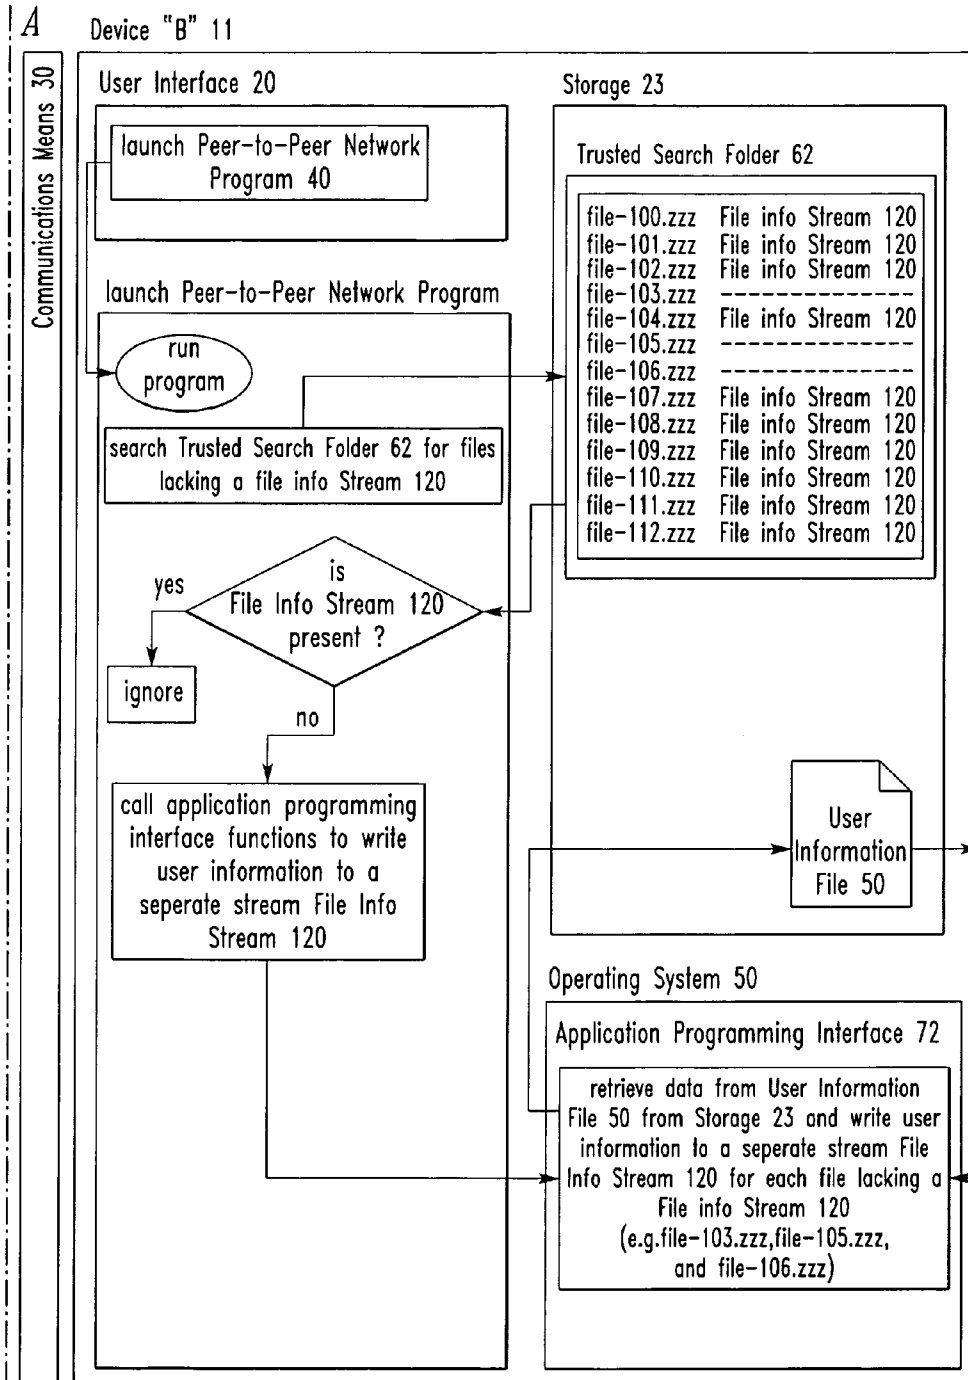 A
Device "B" 11
Communications Means 30
User Interface 20
launch Peer-to-Peer Network
Program 40
launch Peer-to-Peer Network Program
run
program
search Trusted Search Folder 62 for files
lacking a file info Stream 120
is
File Info Stream 120
present ?
yes
ignore
no
call application programming
interface functions to write
user information to a
seperate stream File Info
Stream 120
Storage 23
Trusted Search Folder 62
file-100.zzz File info Stream 120
file-101.zzz File info Stream 120
file-102.zzz File info Stream 120
file-103.zzz --------------
file-104.zzz File info Stream 120
file-105.zzz --------------
file-106.zzz --------------
file-107.zzz File info Stream 120
file-108.zzz File info Stream 120
file-109.zzz File info Stream 120
file-110.zzz File info Stream 120
file-111.zzz File info Stream 120
file-112.zzz File info Stream 120
User
Information
File 50
Operating System 50
Application Programming Interface 72
retrieve data from User Information
File 50 from Storage 23 and write user
information to a seperate stream File
Info Stream 120 for each file lacking a
File info Stream 120
(e.g.file-103.zzz,file-105.zzz,
and file-106.zzz)